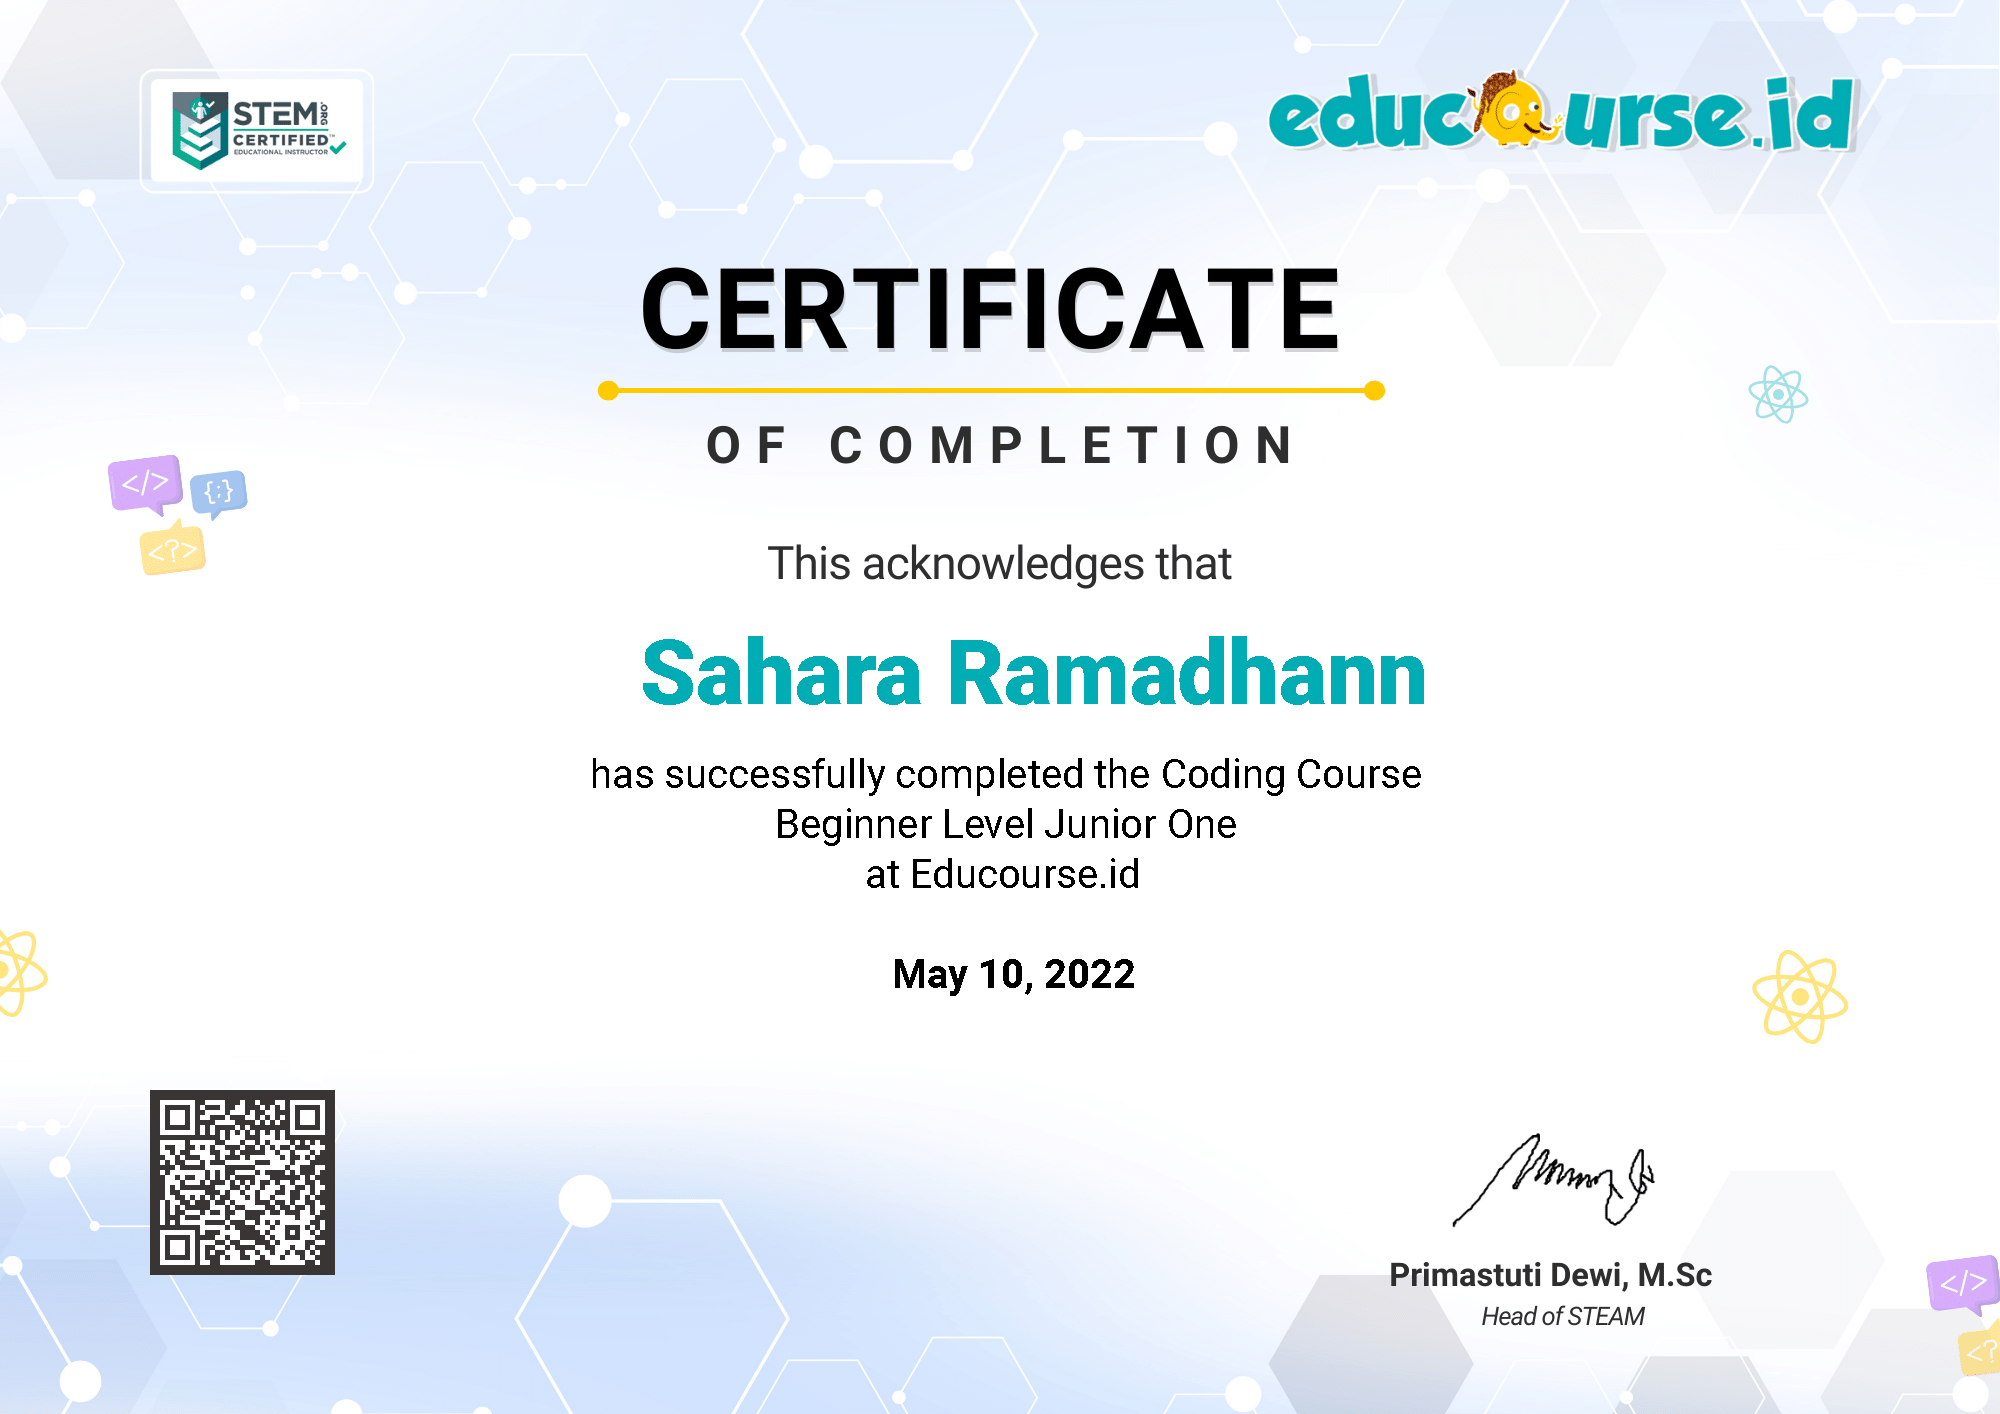 STEM.ORG
CERTIFIED™
EDUCATIONAL INSTRUCTOR
educourse.id
CERTIFICATE
OF COMPLETION
This acknowledges that
Sahara Ramadhann
has successfully completed the Coding Course
Beginner Level Junior One
at Educourse.id
May 10, 2022
Primastuti Dewi, M.Sc
Head of STEAM